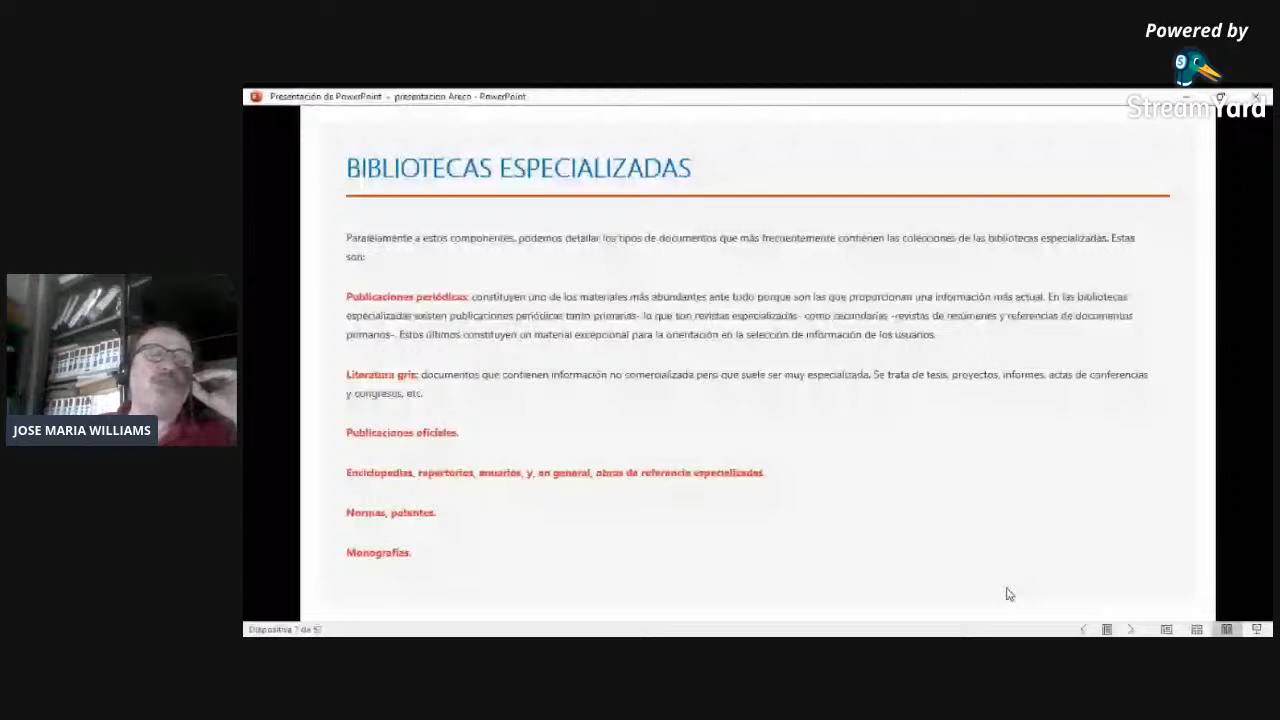 Powered by
StreamYard
Presentación de PowerPoint - presentacion Areco - PowerPoint
BIBLIOTECAS ESPECIALIZADAS
Paralelamente a estos componentes, podemos detallar los tipos de documentos que más frecuentemente contienen las colecciones de las bibliotecas especializadas. Estas
son:
Publicaciones periódicas: constituyen uno de los materiales más abundantes ante todo porque son las que proporcionan una información más actual. En las bibliotecas
especializadas existen publicaciones periódicas tanto primarias- lo que son revistas especializadas- como secundarias -revistas de resúmenes y referencias de documentos
primarios-. Estos últimos constituyen un material excepcional para la orientación en la selección de información de los usuarios.
Literatura gris: documentos que contienen información no comercializada pero que suele ser muy especializada. Se trata de tesis, proyectos, informes, actas de conferencias
y congresos, etc.
JOSE MARIA WILLIAMS
Publicaciones oficiales.
Enciclopedias, repertorios, anuarios, y, en general, obras de referencia especializadas
Normas, patentes.
Monografías.
Diapositiva 7 de